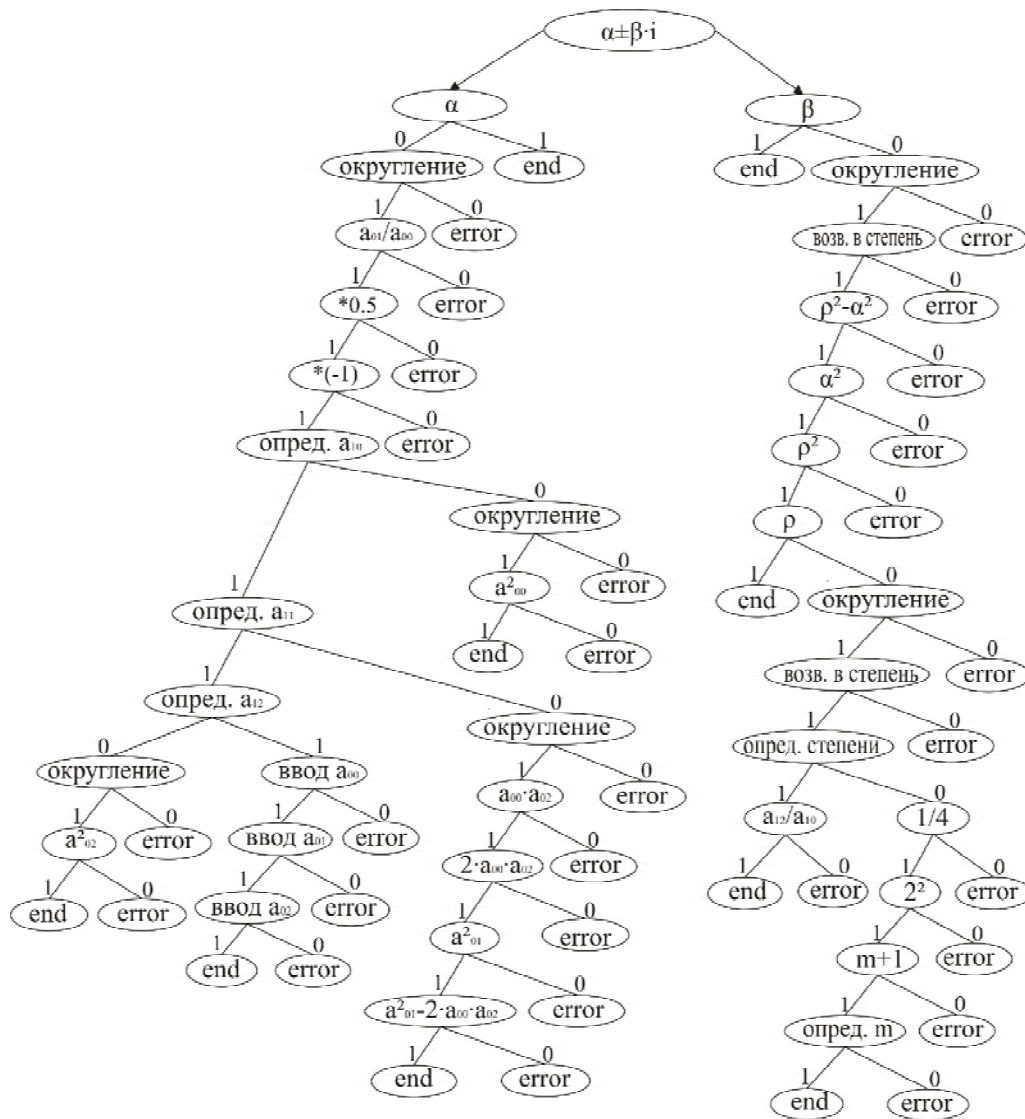 α±β·i
α β
0 1 1 0
округление end end округление
1 0 1 0
a₀₁/a₀₀ error возв. в степень error
1 0 1 0
*0.5 error ρ²-α² error
1 0 1 0
*(-1) error α² error
1 0 1 0
опред. a₁₀ error ρ² error
0 1 0
округление ρ error
1 0 1 0
1 a²₀₀ error end округление
опред. a₁₁ 1 0 1 0
end error возв. в степень error
1 0 1 0
опред. a₁₂ округление опред. степени error
0 1 1 0 1 0
округление ввод a₀₀ a₀₀·a₀₂ error a₁₂/a₁₀ 1/4
1 0 1 0 1 0 1 0 1 0
a²₀₂ error ввод a₀₁ error 2·a₀₀·a₀₂ error end error 2² error
1 0 1 0 1 0 1 0
end error ввод a₀₂ error a²₀₁ error m+1 error
1 0 1 0 1 0
end error a²₀₁-2·a₀₀·a₀₂ error опред. m error
1 0 1 0
end error end error